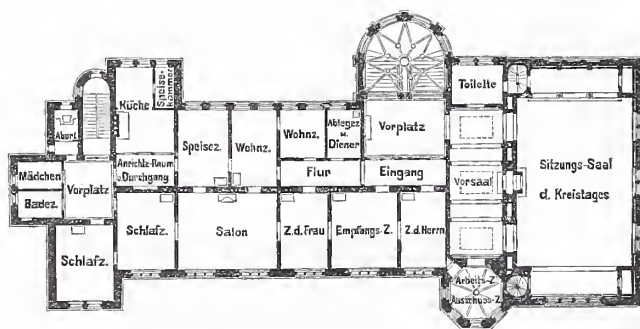 Speise-
kammer
Küche
Toilette
Abort
Speisez.
Wohnz.
Wohnz.
Ablegez.
u.
Diener
Vorplatz
Anrichte-Raum
u. Durchgang
Flur
Eingang
Mädchen
Badez.
Vorplatz
Vorsaal
Sitzungs-Saal
d. Kreistages
Schlafz.
Schlafz.
Salon
Z.d. Frau
Empfangs-Z.
Z.d. Herrn
Arbeits-Z.
Ausschuss-Z.